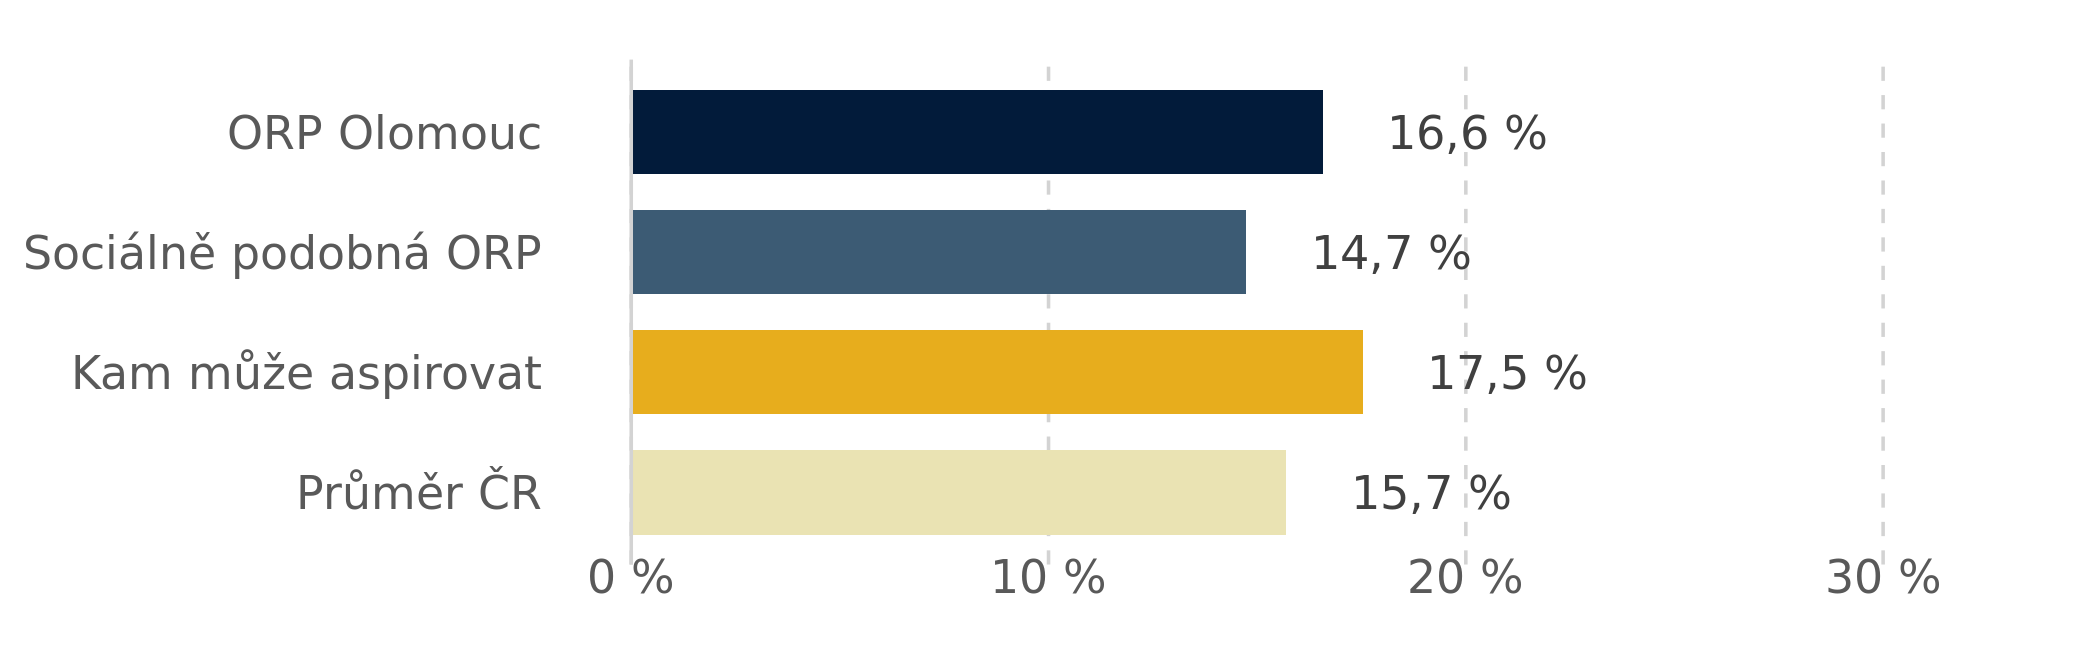 ORP Olomouc 16,6 %
Sociálně podobná ORP 14,7 %
Kam může aspirovat 17,5 %
Průměr ČR 15,7 %
0 % 10 % 20 % 30 %